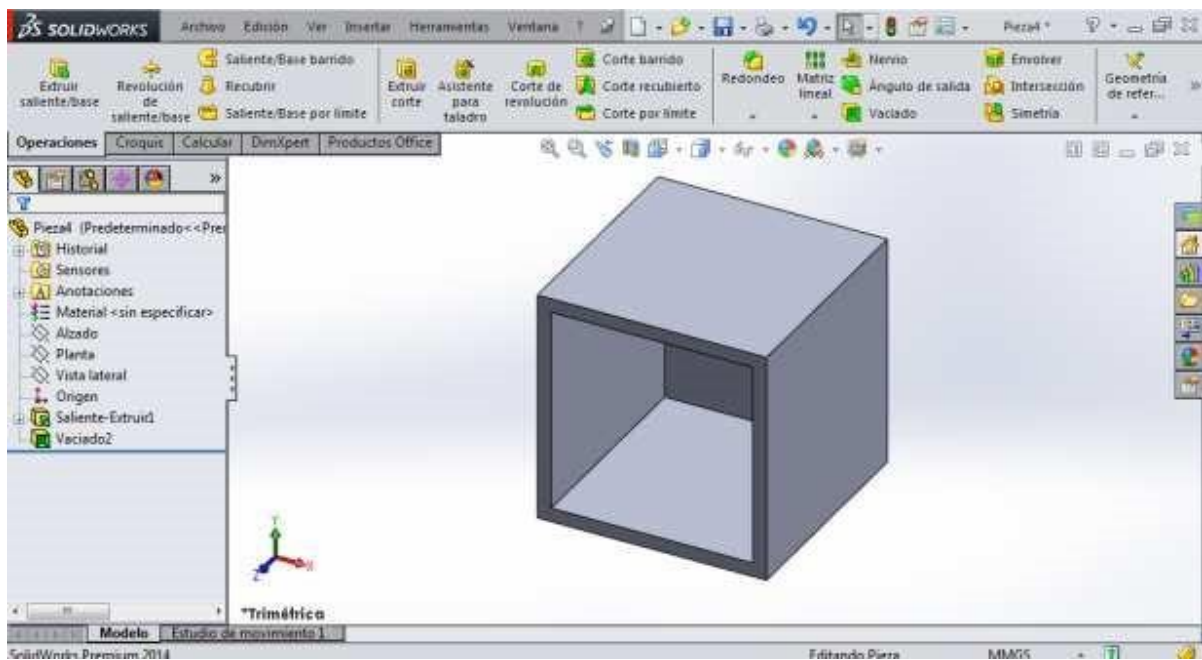 SOLIDWORKS Archivo Edición Ver Insertar Herramientas Ventana ? Pieza4 *
Extruir saliente/base
Revolución de saliente/base
Saliente/Base barrido
Recubrir
Saliente/Base por límite
Extruir corte
Asistente para taladro
Corte de revolución
Corte barrido
Corte recubierto
Corte por límite
Redondeo
Matriz lineal
Nervio
Ángulo de salida
Vaciado
Envolver
Intersección
Simetría
Geometría de refer...
Operaciones Croquis Calcular DimXpert Productos Office
Pieza4 (Predeterminado<<Pre
Historial
Sensores
Anotaciones
Material <sin especificar>
Alzado
Planta
Vista lateral
Origen
Saliente-Extruir1
Vaciado2
Y
X
Z
*Trimétrica
Modelo Estudio de movimiento 1
SolidWorks Premium 2014 Editando Pieza MMGS